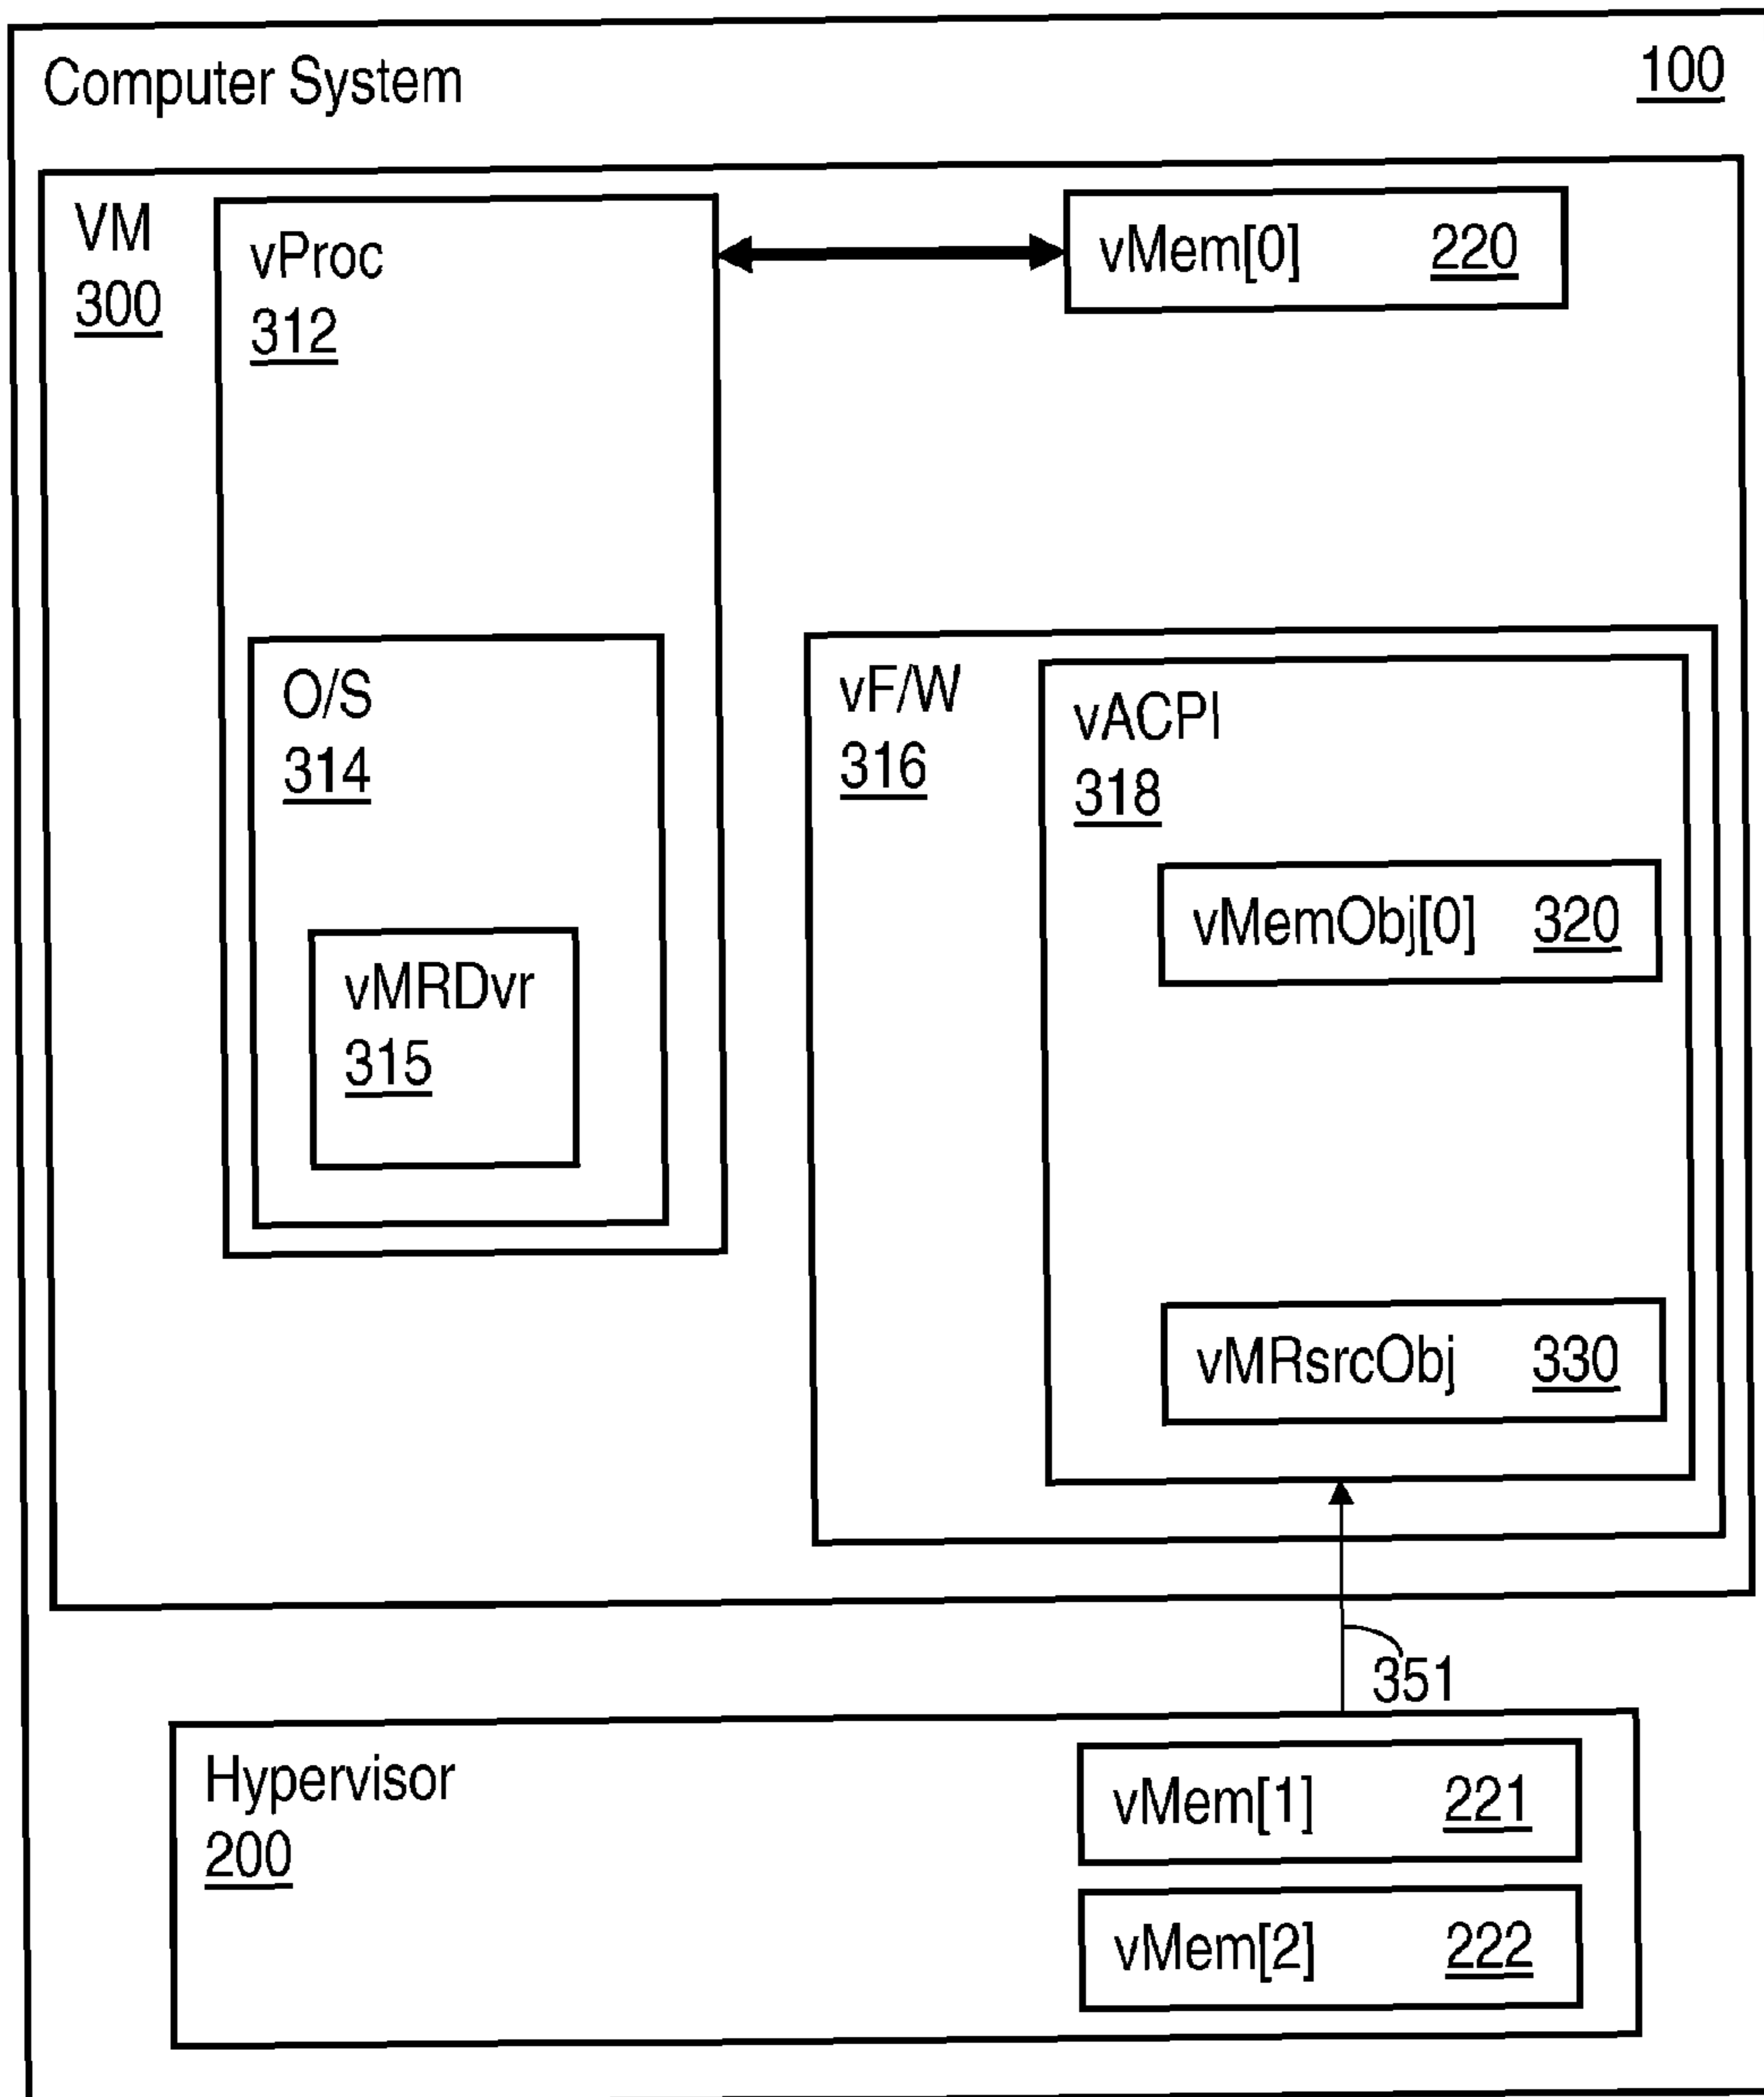 Computer System 100
VM
300
vProc
312
vMem[0] 220
O/S
314
vMRDvr
315
vF/W
316
vACPI
318
vMemObj[0] 320
vMRsrcObj 330
351
Hypervisor
200
vMem[1] 221
vMem[2] 222